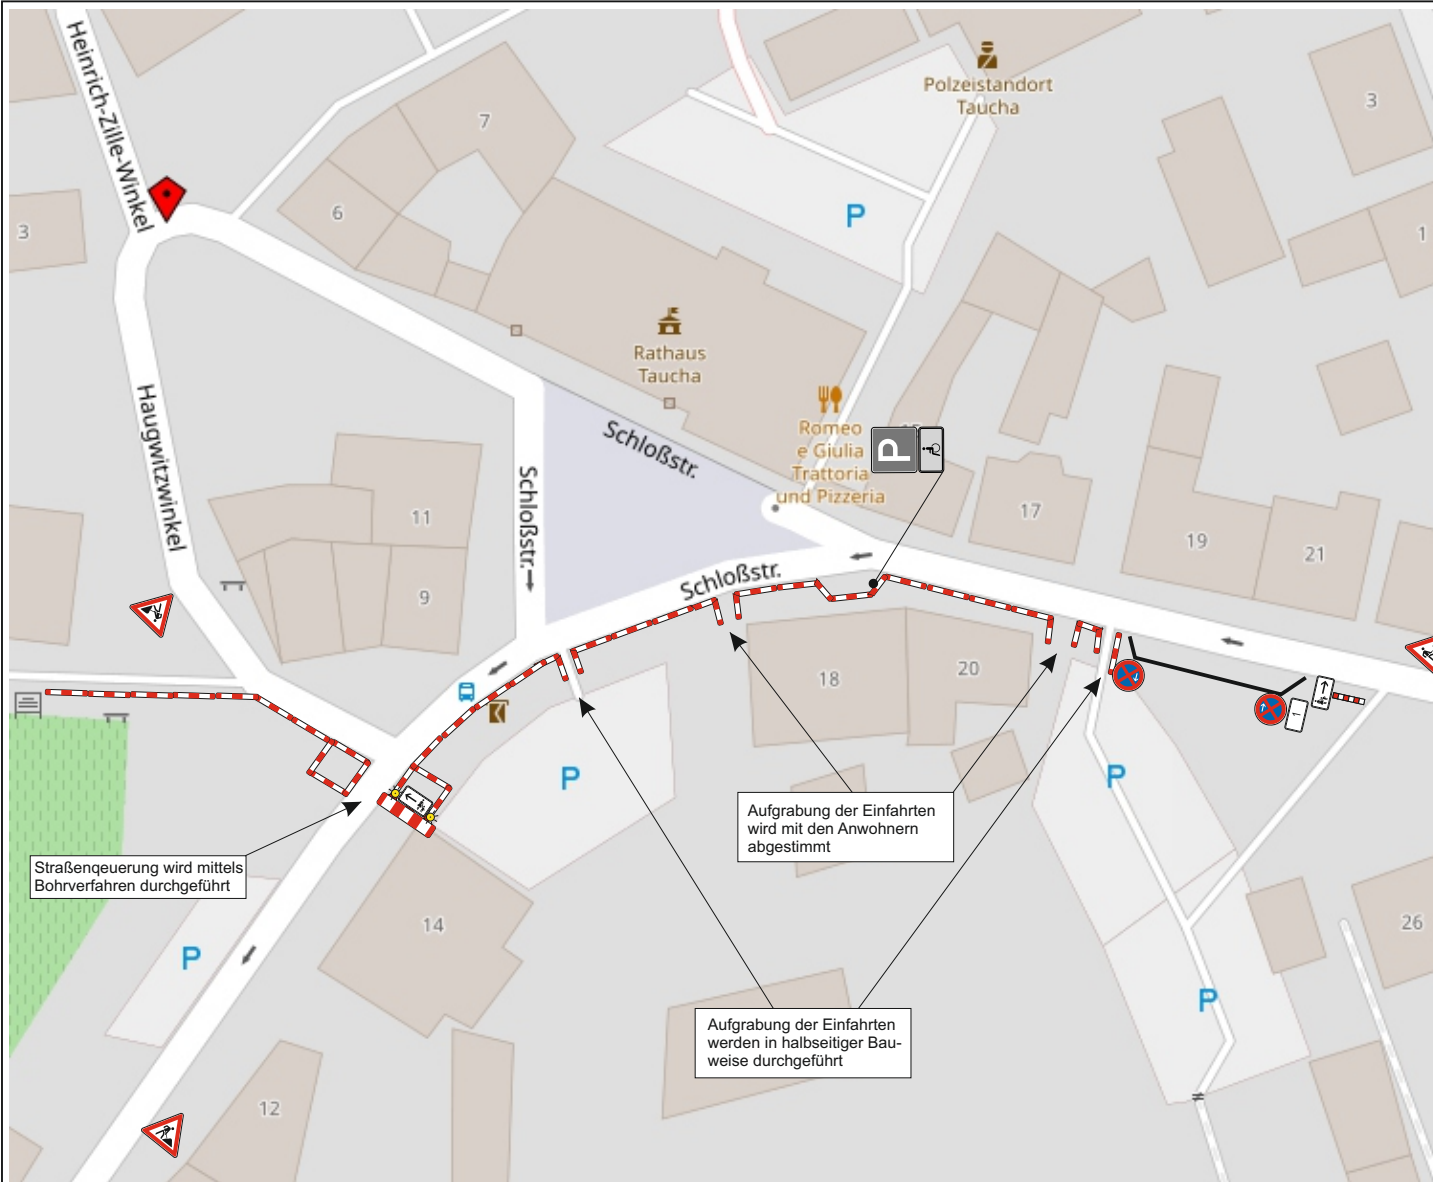 Heinrich-Zille-Winkel
Polzeistandort
Taucha
3
7
6
P
3
1
Rathaus
Taucha
Romeo
e Giulia
Trattoria
und Pizzeria
P
Haugwitzwinkel
Schloßstr.
Schloßstr.
Schloßstr.
11
9
17
19
21
18
20
P
P
Aufgrabung der Einfahrten
wird mit den Anwohnern
abgestimmt
Straßenqeuerung wird mittels
Bohrverfahren durchgeführt
14
26
P
P
Aufgrabung der Einfahrten
werden in halbseitiger Bau-
weise durchgeführt
12